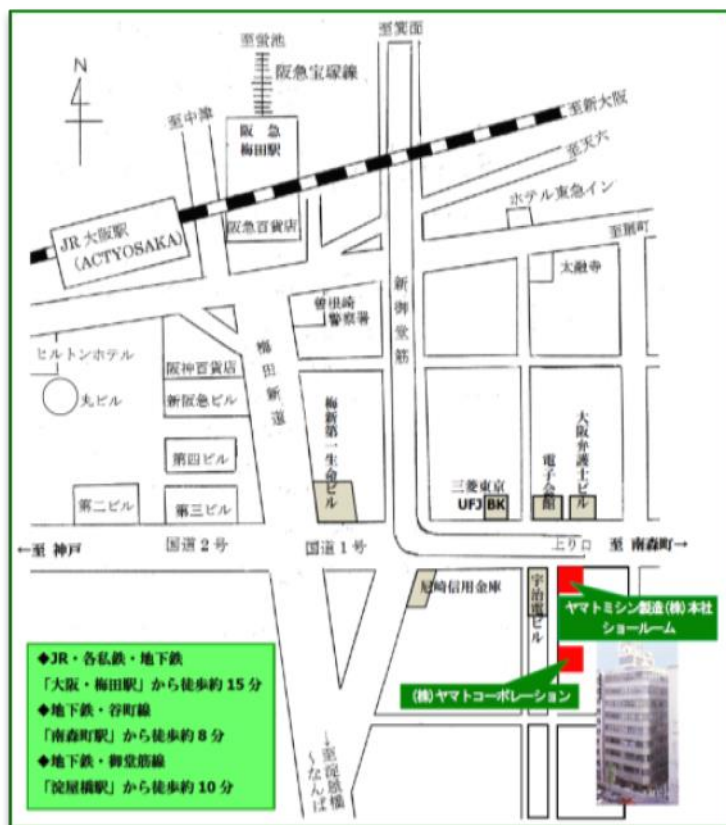 至蛍池
至箕面
N
阪急宝塚線
至中津
阪急
梅田駅
至新大阪
至天六
ホテル東急イン
JR大阪駅
(ACTYOSAKA)
阪急百貨店
至扇町
太融寺
新御堂筋
曽根崎
警察署
ヒルトンホテル
梅田新道
阪神百貨店
丸ビル
新阪急ビル
梅新第一生命ビル
大阪弁護士ビル
第四ビル
電子会館
三菱東京
UFJ BK
第二ビル
第三ビル
←至 神戸
国道2号
国道1号
上り口
至 南森町→
尼崎信用金庫
宇治電ビル
ヤマトミシン製造(株)本社
ショールーム
(株)ヤマトコーポレーション
◆JR・各私鉄・地下鉄
「大阪・梅田駅」から徒歩約15分
◆地下鉄・谷町線
「南森町駅」から徒歩約8分
◆地下鉄・御堂筋線
「淀屋橋駅」から徒歩約10分
→至淀屋橋
～なんば